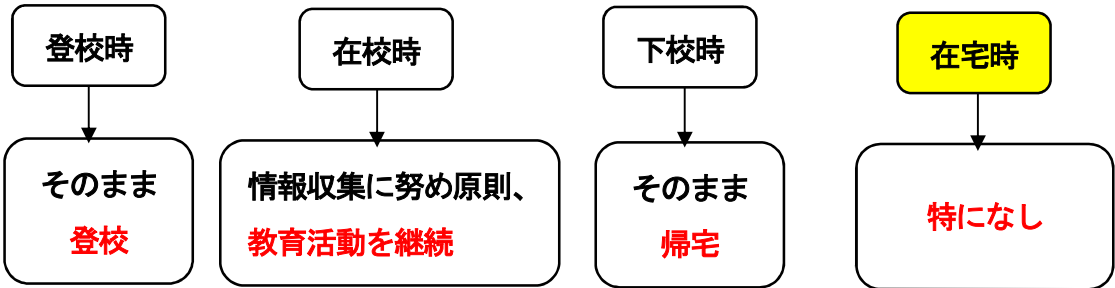 登校時
在校時
下校時
在宅時
そのまま
登校
情報収集に努め原則、
教育活動を継続
そのまま
帰宅
特になし